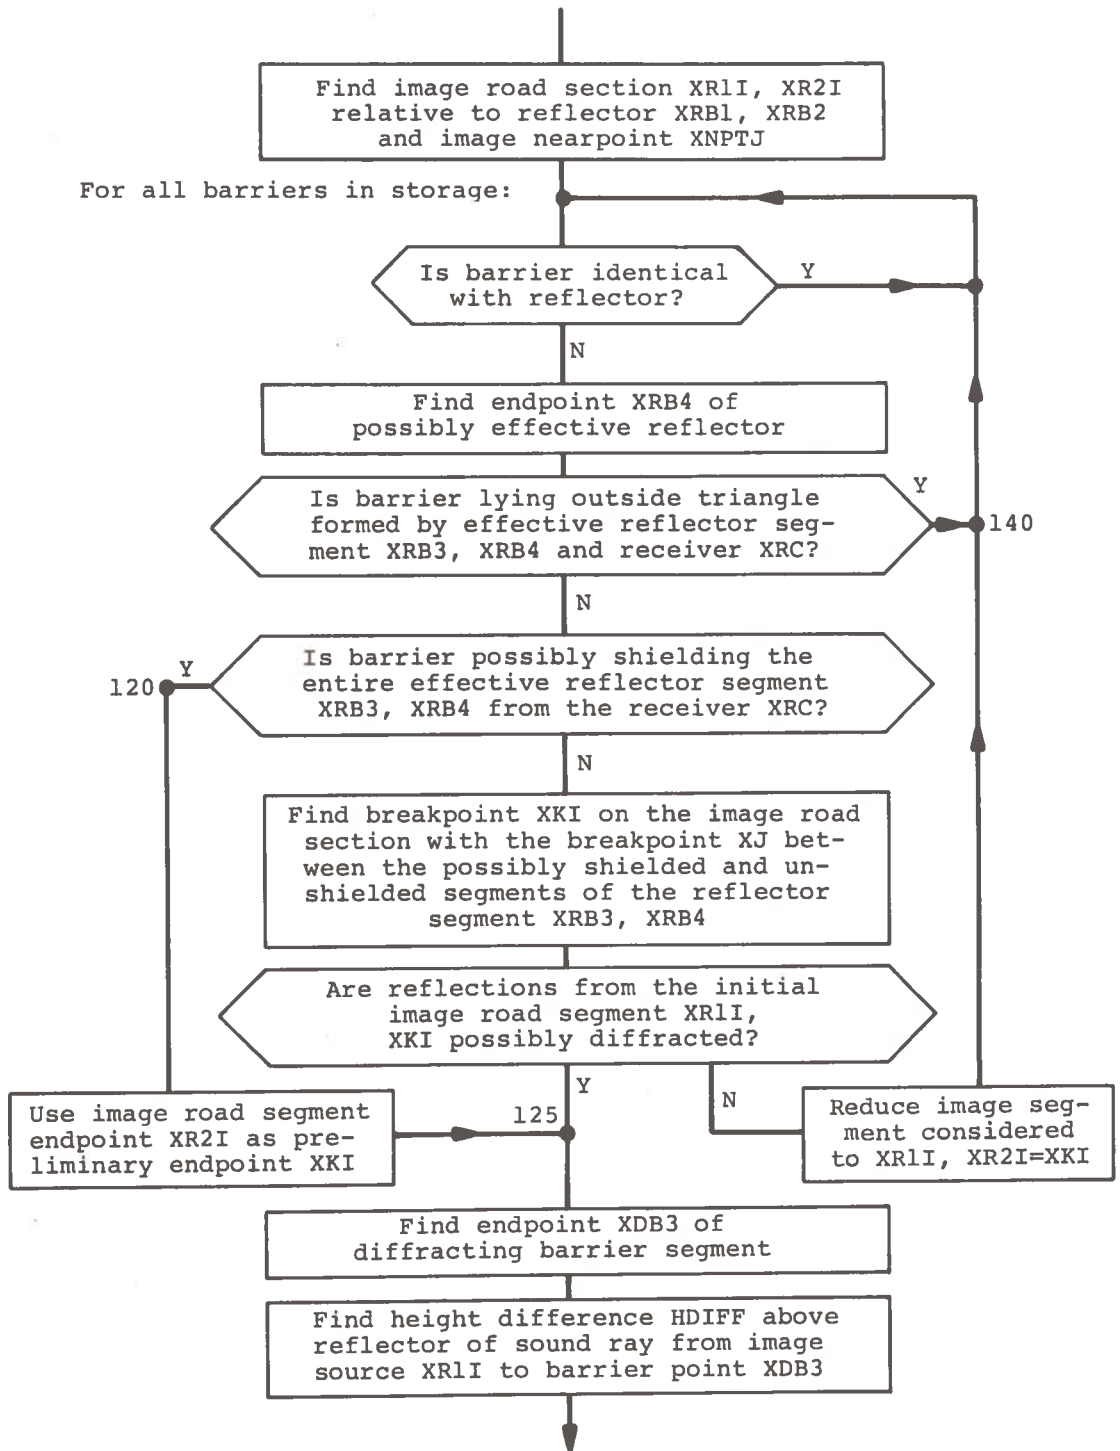 Find image road section XR1I, XR2I
relative to reflector XRB1, XRB2
and image nearpoint XNPTJ
For all barriers in storage:
Is barrier identical
with reflector?
Y
N
Find endpoint XRB4 of
possibly effective reflector
Is barrier lying outside triangle
formed by effective reflector seg-
ment XRB3, XRB4 and receiver XRC?
Y
140
N
Is barrier possibly shielding the
entire effective reflector segment
XRB3, XRB4 from the receiver XRC?
Y
120
N
Find breakpoint XKI on the image road
section with the breakpoint XJ bet-
ween the possibly shielded and un-
shielded segments of the reflector
segment XRB3, XRB4
Are reflections from the initial
image road segment XR1I,
XKI possibly diffracted?
Y
N
Use image road segment
endpoint XR2I as pre-
liminary endpoint XKI
125
Reduce image seg-
ment considered
to XR1I, XR2I=XKI
Find endpoint XDB3 of
diffracting barrier segment
Find height difference HDIFF above
reflector of sound ray from image
source XR1I to barrier point XDB3